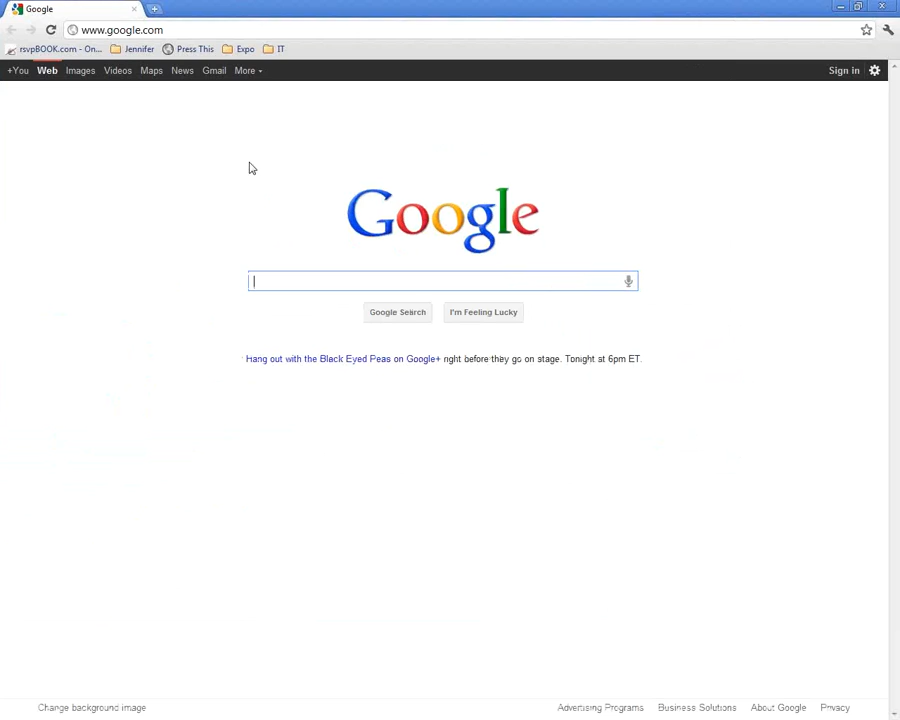 Google
www.google.com
rsvpBOOK.com - On... Jennifer Press This Expo IT
+You Web Images Videos Maps News Gmail More Sign in
Google
Google Search I'm Feeling Lucky
Hang out with the Black Eyed Peas on Google+ right before they go on stage. Tonight at 6pm ET.
Change background image Advertising Programs Business Solutions About Google Privacy